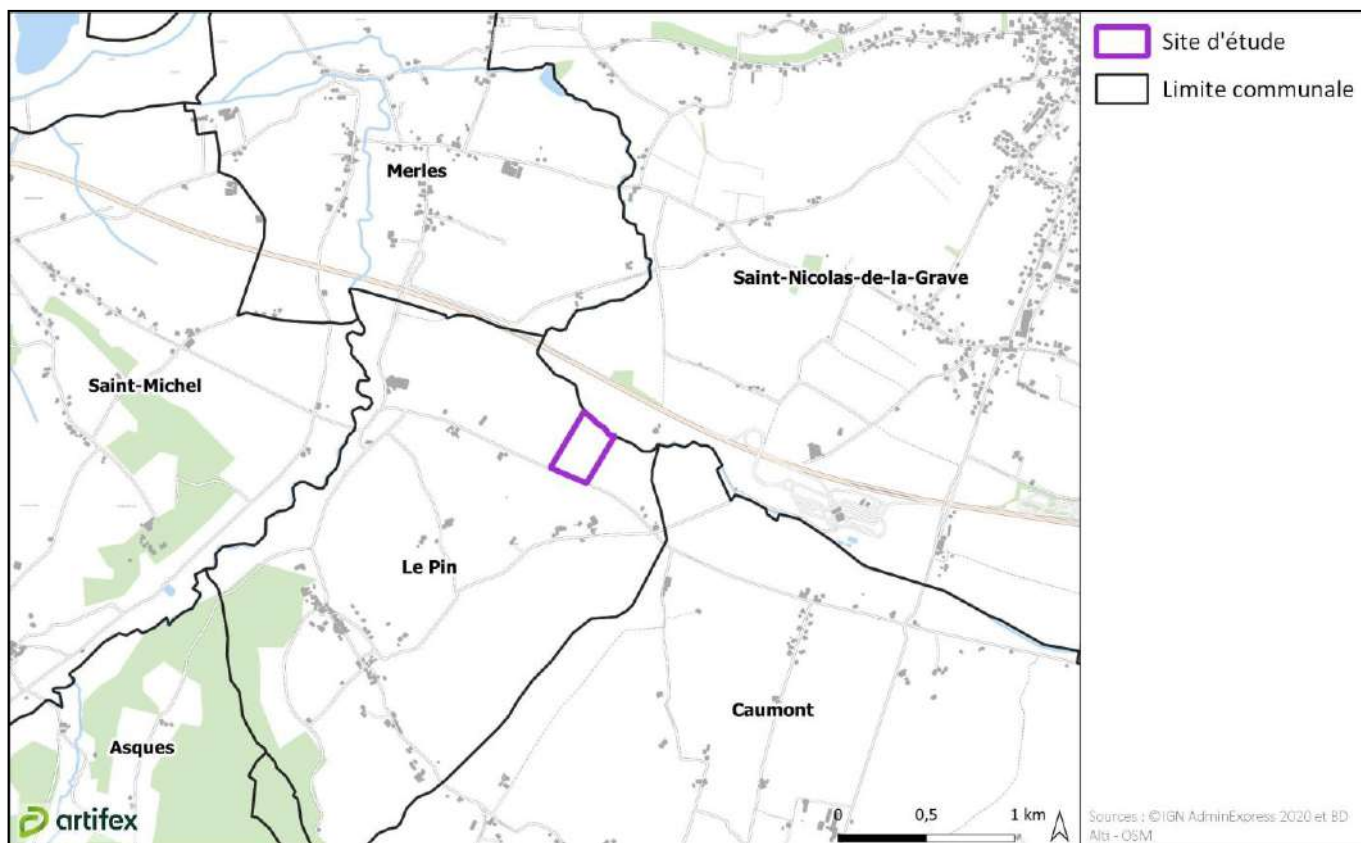 Merles
Saint-Nicolas-de-la-Grave
Saint-Michel
Le Pin
Caumont
Asques
artifex
0 0,5 1 km
Site d'étude
Limite communale
Sources : ©IGN AdminExpress 2020 et BD
Alti - OSM